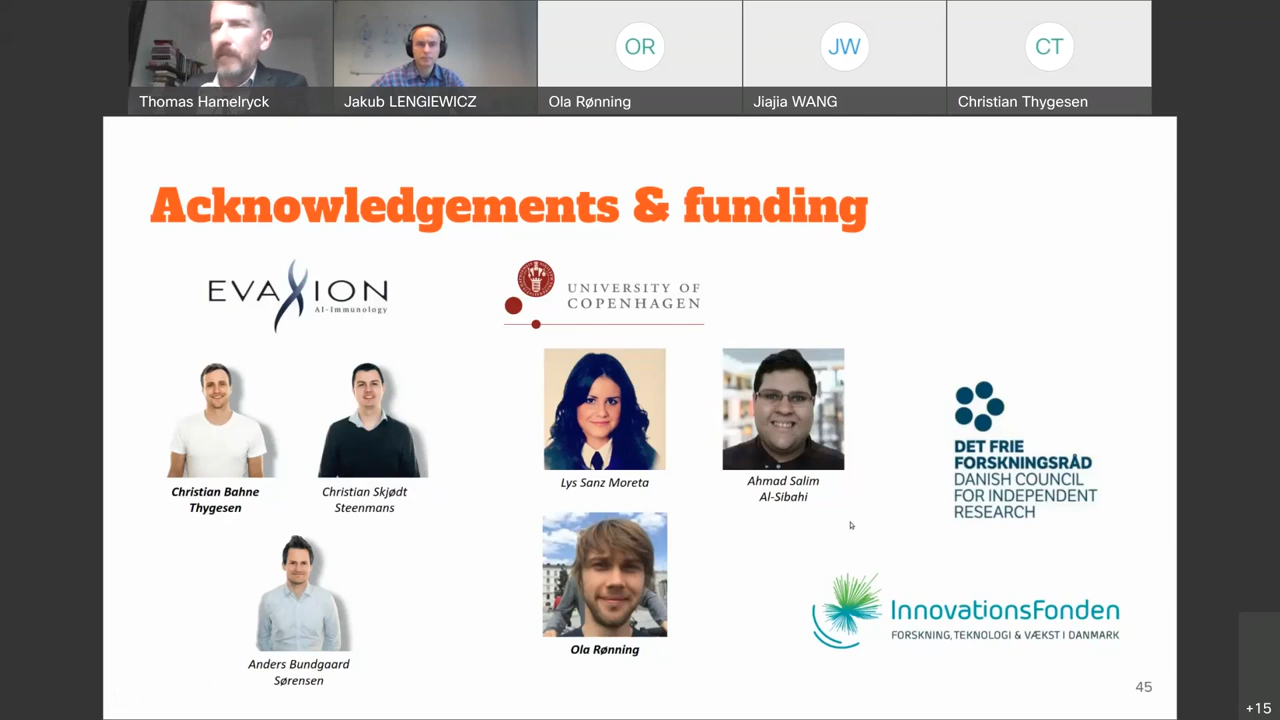 OR
JW
CT
Thomas Hamelryck
Jakub LENGIEWICZ
Ola Rønning
Jiajia WANG
Christian Thygesen
Acknowledgements & funding
EVAXION
AI-Immunology
UNIVERSITY OF
COPENHAGEN
Christian Bahne
Thygesen
Christian Skjødt
Steenmans
Anders Bundgaard
Sørensen
Lys Sanz Moreta
Ahmad Salim
Al-Sibahi
Ola Rønning
DET FRIE
FORSKNINGSRÅD
DANISH COUNCIL
FOR INDEPENDENT
RESEARCH
InnovationsFonden
FORSKNING, TEKNOLOGI & VÆKST I DANMARK
45
+15